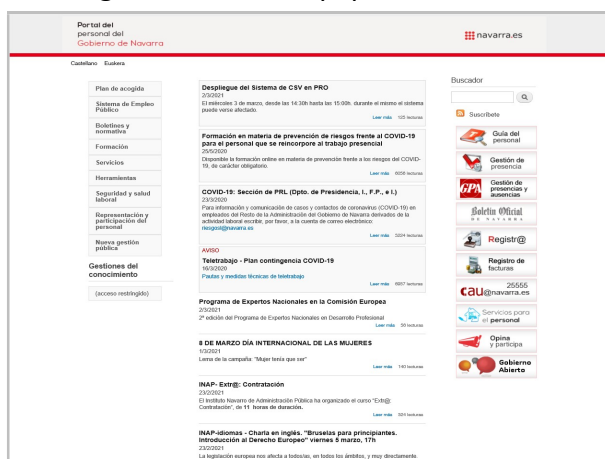 Portal del
personal del
Gobierno de Navarra
navarra.es
Castellano Euskera
Plan de acogida
Sistema de Empleo
Público
Boletines y
normativa
Formación
Servicios
Herramientas
Seguridad y salud
laboral
Representación y
participación del
personal
Nueva gestión
pública
Gestiones del
conocimiento
(acceso restringido)
Despliegue del Sistema de CSV en PRO
2/3/2021
El miércoles 3 de marzo, desde las 14:30h hasta las 15:00h. durante el mismo el sistema
puede verse afectado.
Leer más 125 lecturas
Formación en materia de prevención de riesgos frente al COVID-19
para el personal que se reincorpore al trabajo presencial
25/5/2020
Disponible la formación online en materia de prevención frente a los riesgos del COVID-
19, de carácter obligatorio.
Leer más lecturas
COVID-19: Sección de PRL (Dpto. de Presidencia, I., F.P., e I.)
23/3/2020
Para información y comunicación de casos y contactos de coronavirus (COVID-19) en
empleados del Resto de la Administración del Gobierno de Navarra derivados de la
actividad laboral escribir, por favor, a la cuenta de correo electrónico:
riesgosl@navarra.es
Leer más lecturas
AVISO
Teletrabajo - Plan contingencia COVID-19
16/3/2020
Pautas y medidas técnicas de teletrabajo
Leer más lecturas
Programa de Expertos Nacionales en la Comisión Europea
2/3/2021
2ª edición del Programa de Expertos Nacionales en Desarrollo Profesional
Leer más lecturas
8 DE MARZO DÍA INTERNACIONAL DE LAS MUJERES
1/3/2021
Lema de la campaña: "Mujer tenía que ser"
Leer más 140 lecturas
INAP- Extr@: Contratación
23/2/2021
El Instituto Navarro de Administración Pública ha organizado el curso "Extr@:
Contratación", de 11 horas de duración.
Leer más lecturas
INAP-idiomas - Charla en inglés. "Bruselas para principiantes.
Introducción al Derecho Europeo" viernes 5 marzo, 17h
23/2/2021
La legislación europea nos afecta a todos/as, en todos los ámbitos, y muy directamente
Buscador
Suscríbete
Guía del
personal
Gestión de
presencia
GPA Gestión de
presencias y
ausencias
Boletín Oficial
DE NAVARRA
Registr@
Registro de
facturas
25555
cau@navarra.es
Servicios para
el personal
Opina
y participa
Gobierno
Abierto